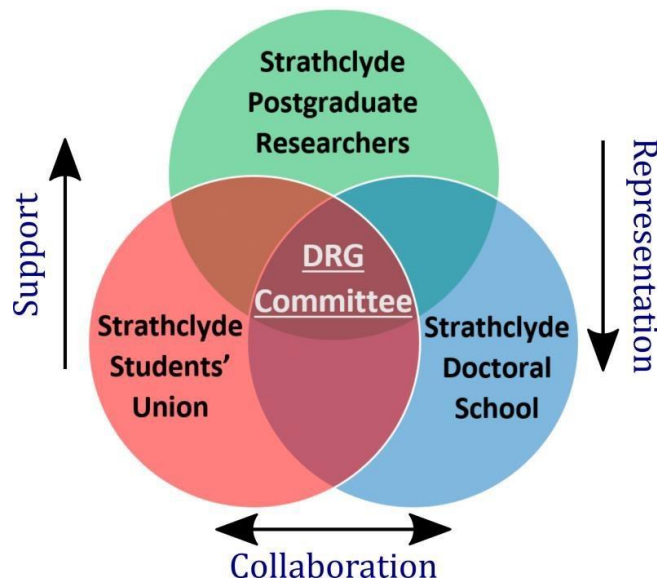 Strathclyde
Postgraduate
Researchers
Support
Representation
DRG
Committee
Strathclyde
Students’
Union
Strathclyde
Doctoral
School
Collaboration